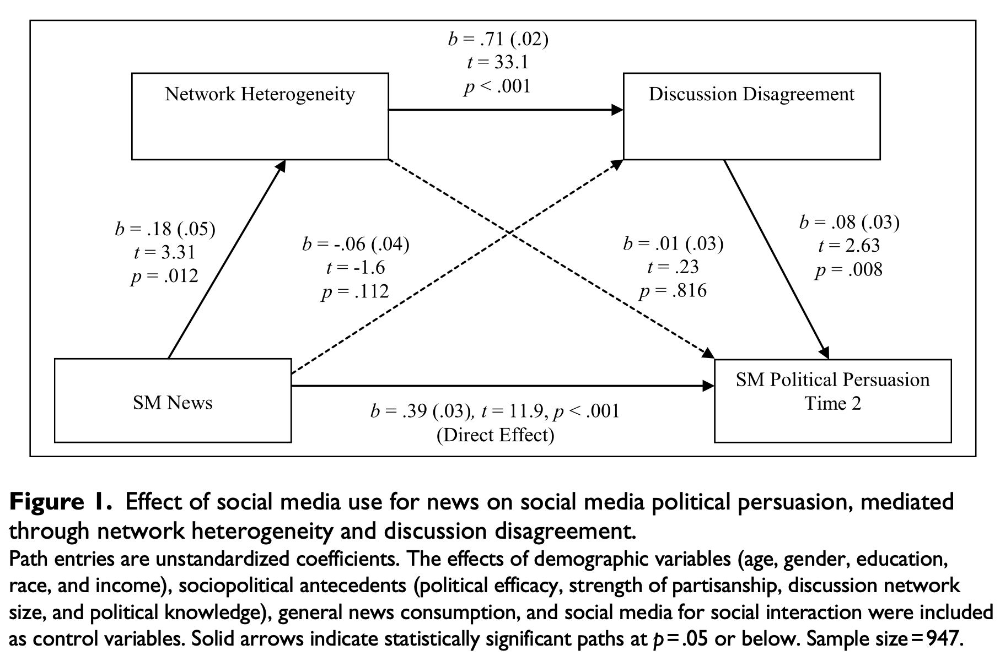 b = .71 (.02)
t = 33.1
p < .001
Network Heterogeneity
Discussion Disagreement
b = .18 (.05)
t = 3.31
p = .012
b = -.06 (.04)
t = -1.6
p = .112
b = .01 (.03)
t = .23
p = .816
b = .08 (.03)
t = 2.63
p = .008
SM News
SM Political Persuasion
Time 2
b = .39 (.03), t = 11.9, p < .001
(Direct Effect)
Figure 1. Effect of social media use for news on social media political persuasion, mediated
through network heterogeneity and discussion disagreement.
Path entries are unstandardized coefficients. The effects of demographic variables (age, gender, education,
race, and income), sociopolitical antecedents (political efficacy, strength of partisanship, discussion network
size, and political knowledge), general news consumption, and social media for social interaction were included
as control variables. Solid arrows indicate statistically significant paths at p = .05 or below. Sample size = 947.